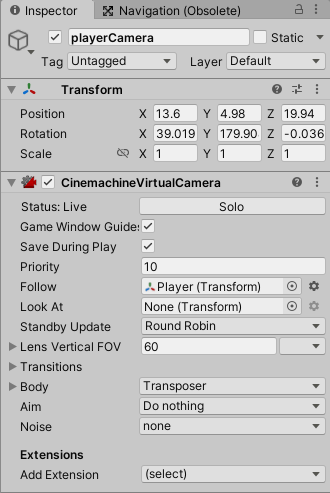 Inspector Navigation (Obsolete)
playerCamera Static
Tag Untagged Layer Default
Transform
Position X 13.6 Y 4.98 Z 19.94
Rotation X 39.019 Y 179.90 Z -0.036
Scale X 1 Y 1 Z 1
CinemachineVirtualCamera
Status: Live Solo
Game Window Guides
Save During Play
Priority 10
Follow Player (Transform)
Look At None (Transform)
Standby Update Round Robin
Lens Vertical FOV 60
Transitions
Body Transposer
Aim Do nothing
Noise none
Extensions
Add Extension (select)